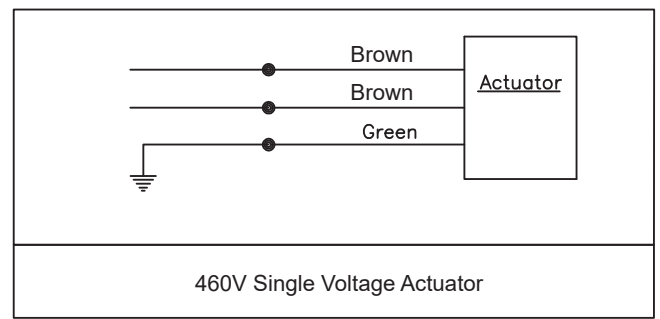 Brown
Brown
Actuator
Green
460V Single Voltage Actuator